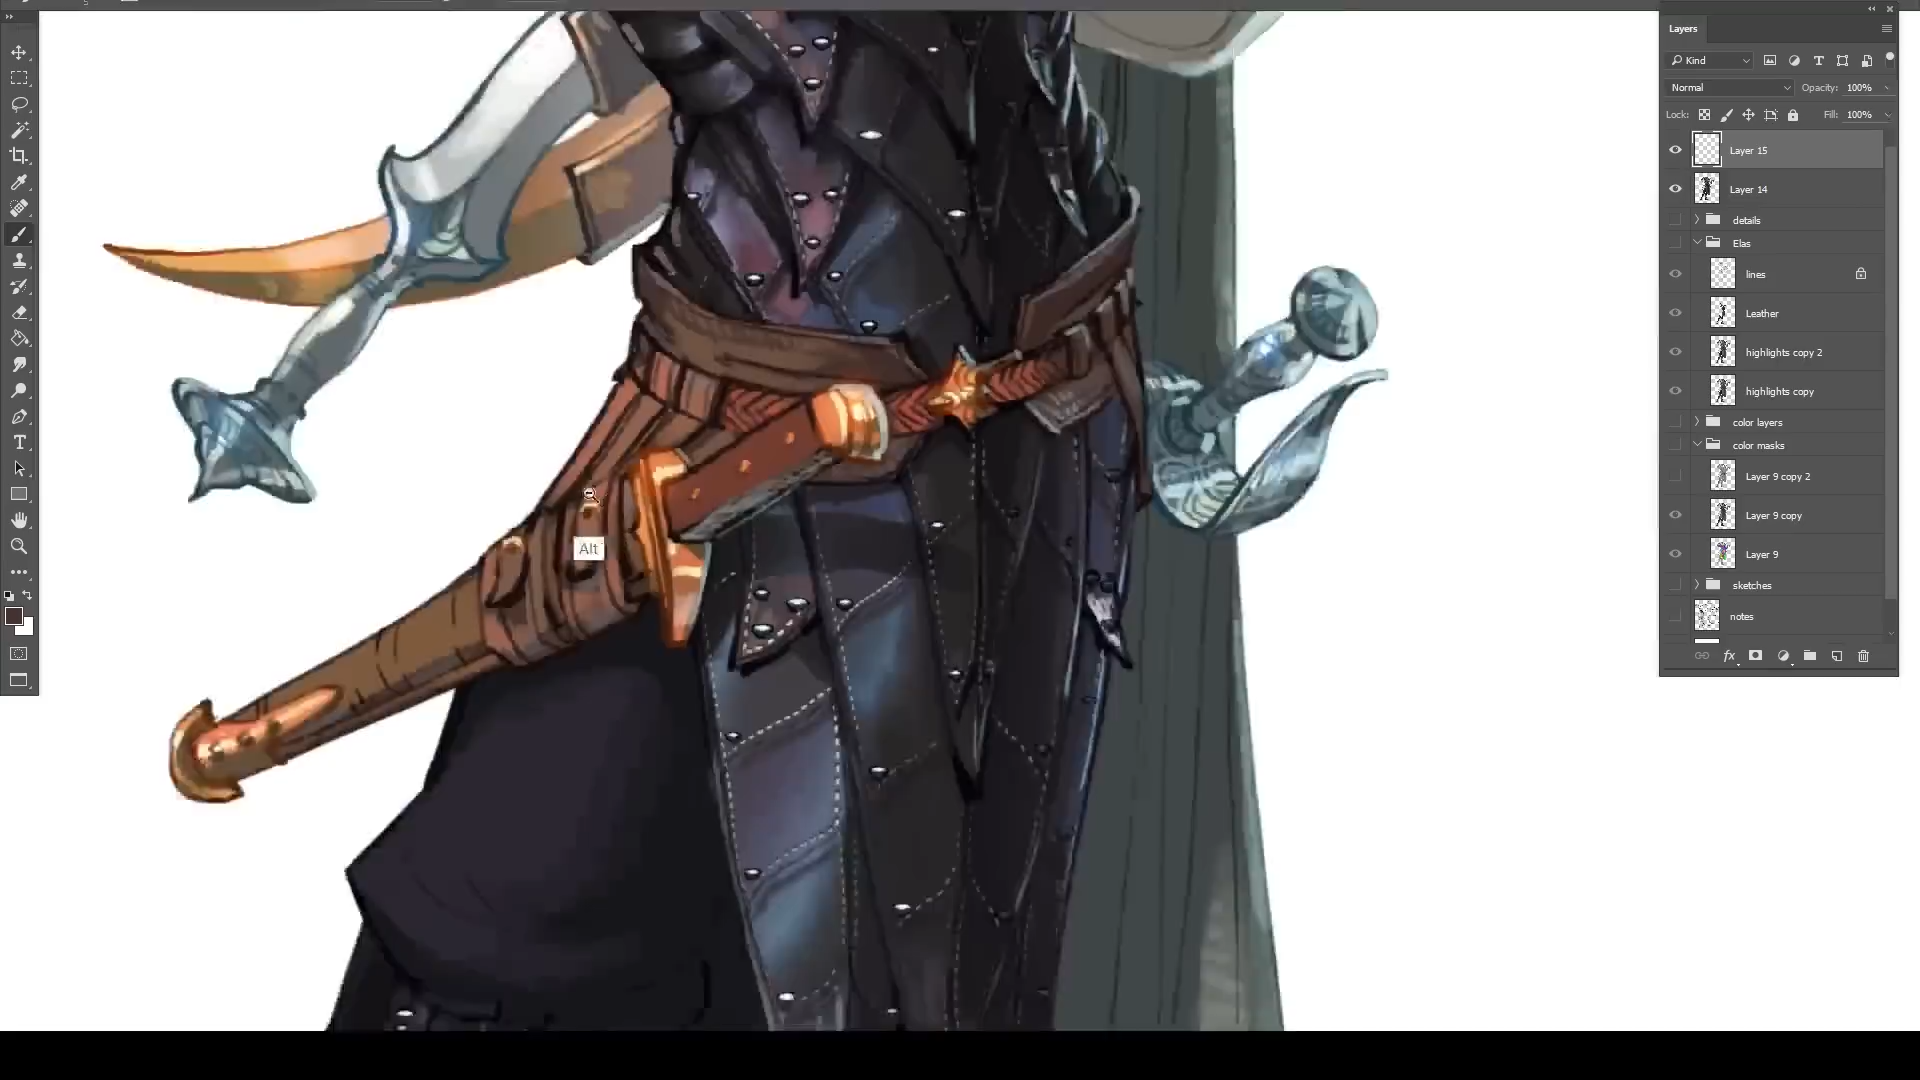 Layers
Kind
Normal Opacity: 100%
Lock: Fill: 100%
Layer 15
Layer 14
details
Elas
lines
Leather
highlights copy 2
highlights copy
color layers
color masks
Layer 9 copy 2
Layer 9 copy
Layer 9
sketches
notes
fx
T
T
Alt